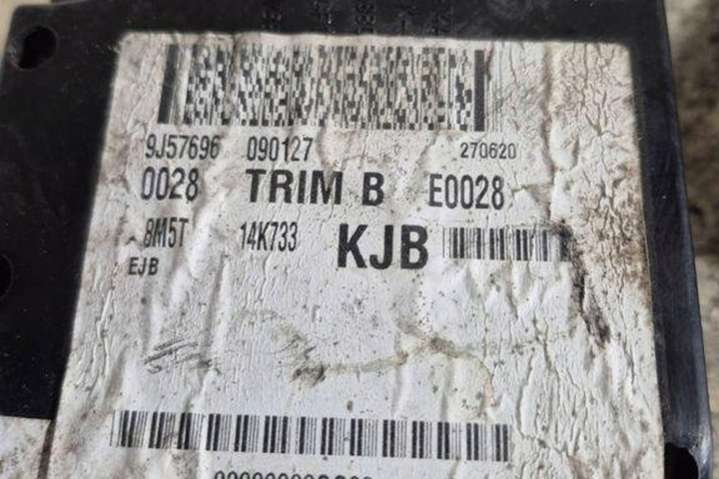 9J57696 090127 270620
0028 TRIM B E0028
8M5T 14K733 KJB
EJB